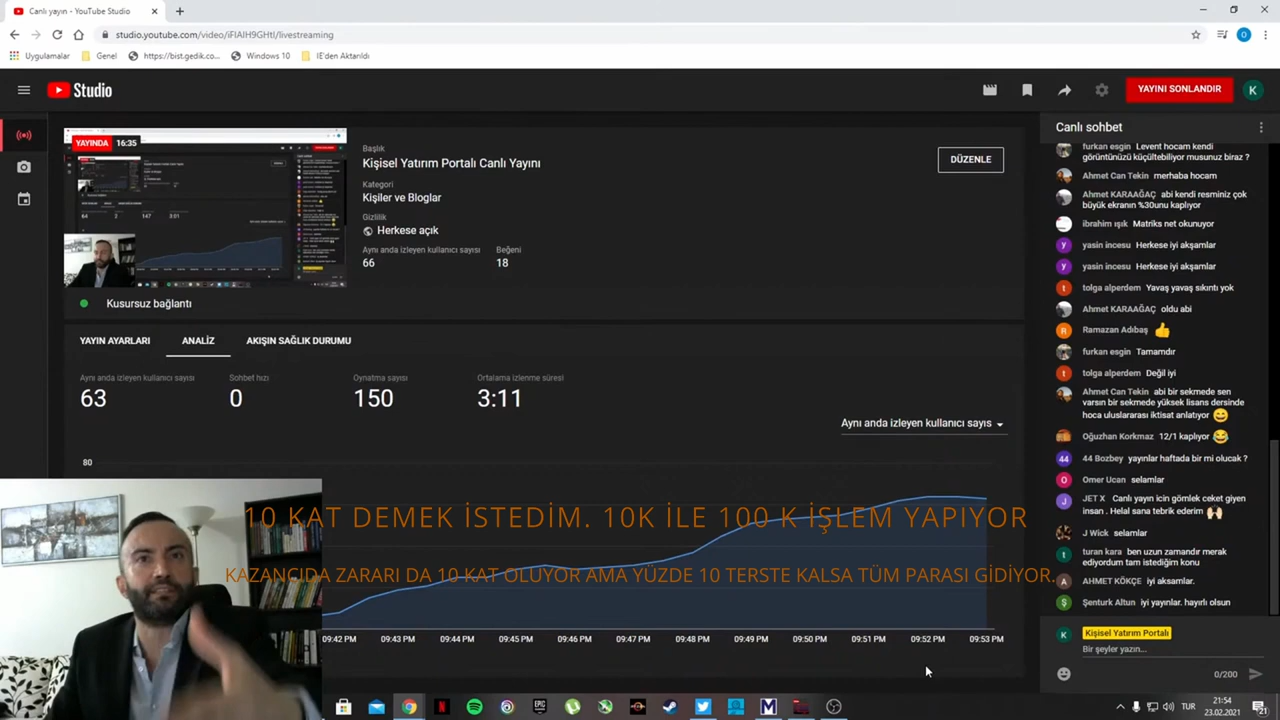 Canlı yayın - YouTube Studio
studio.youtube.com/video/iFIAIH9GHtI/livestreaming
Uygulamalar
Genel
https://bist.gedik.co...
Windows 10
IE'den Aktarıldı
Studio
YAYINI SONLANDIR
K
YAYINDA 16:35
Başlık
Kişisel Yatırım Portalı Canlı Yayını
DÜZENLE
Kategori
Kişiler ve Bloglar
Gizlilik
Herkese açık
Aynı anda izleyen kullanıcı sayısı
Beğeni
66
18
Kusursuz bağlantı
YAYIN AYARLARI
ANALİZ
AKIŞIN SAĞLIK DURUMU
Aynı anda izleyen kullanıcı sayısı
Sohbet hızı
Oynatma sayısı
Ortalama izlenme süresi
63
0
150
3:11
Aynı anda izleyen kullanıcı sayıs
80
10 KAT DEMEK İSTEDİM. 10K İLE 100 K İŞLEM YAPIYOR
KAZANCIDA ZARARI DA 10 KAT OLUYOR AMA YÜZDE 10 TERSTE KALSA TÜM PARASI GİDİYOR.
09:42 PM 09:43 PM 09:44 PM 09:45 PM 09:46 PM 09:47 PM 09:48 PM 09:49 PM 09:50 PM 09:51 PM 09:52 PM 09:53 PM
Canlı sohbet
furkan esgin Levent hocam kendi
görüntünüzü küçültebiliyor musunuz biraz ?
Ahmet Can Tekin merhaba hocam
Ahmet KARAAĞAÇ abi kendi resminiz çok
büyük ekranın %30unu kaplıyor
ibrahim ışık Matriks net gözunuyor
yasin incesu Herkese iyi akşamlar
yasin incesu Herkese iyi akşamlar
tolga alperdem Yavaş yavaş sıkıntı yok
Ahmet KARAAĞAÇ oldu abi
Ramazan Adıbaş
furkan esgin Tamamdır
tolga alperdem Değil iyi
Ahmet Can Tekin abi bir sekmede sen
varsın bir sekmede yüksek lisans dersinde
hoca uluslararası iktisat anlatıyor
Oğuzhan Korkmaz 12/1 kaplıyor
44 Bozbey yayınlar haftada bir mi olucak ?
Omer Ucan selamlar
JET X Canlı yayın icin gömlek ceket giyen
insan . Helal sana tebrik ederim
J Wick selamlar
turan kara ben uzun zamandır merak
ediyordum tam istediğim konu
AHMET KÖKÇE iyi aksamlar.
Şenturk Altun iyi yayınlar. hayırlı olsun
Kişisel Yatırım Portalı
Bir şeyler yazın...
0/200
TUR
21:54
23.02.2021
21